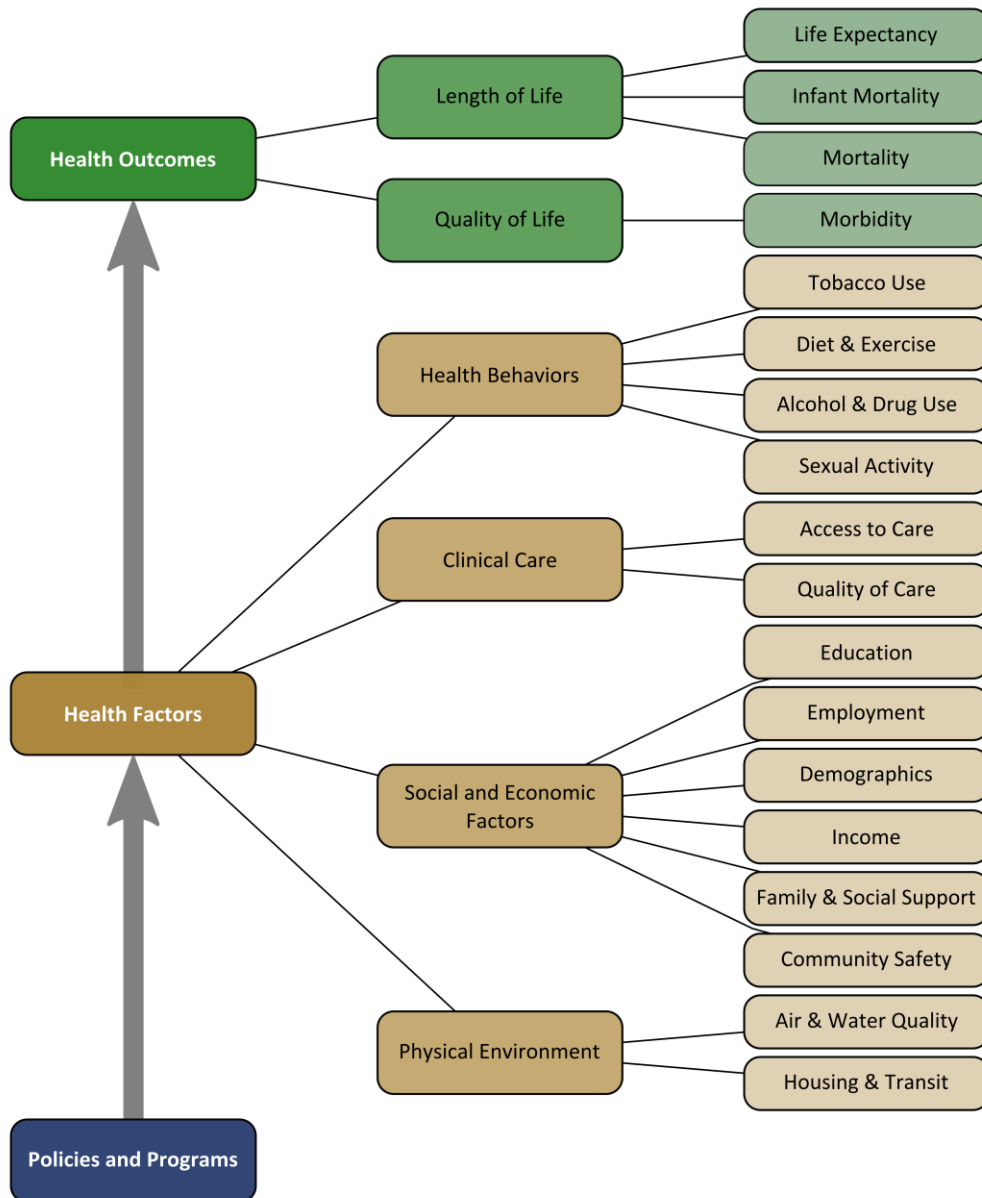 Life Expectancy
Length of Life
Infant Mortality
Health Outcomes
Mortality
Quality of Life
Morbidity
Tobacco Use
Health Behaviors
Diet & Exercise
Alcohol & Drug Use
Sexual Activity
Clinical Care
Access to Care
Quality of Care
Health Factors
Education
Employment
Social and Economic
Factors
Demographics
Income
Family & Social Support
Community Safety
Physical Environment
Air & Water Quality
Housing & Transit
Policies and Programs